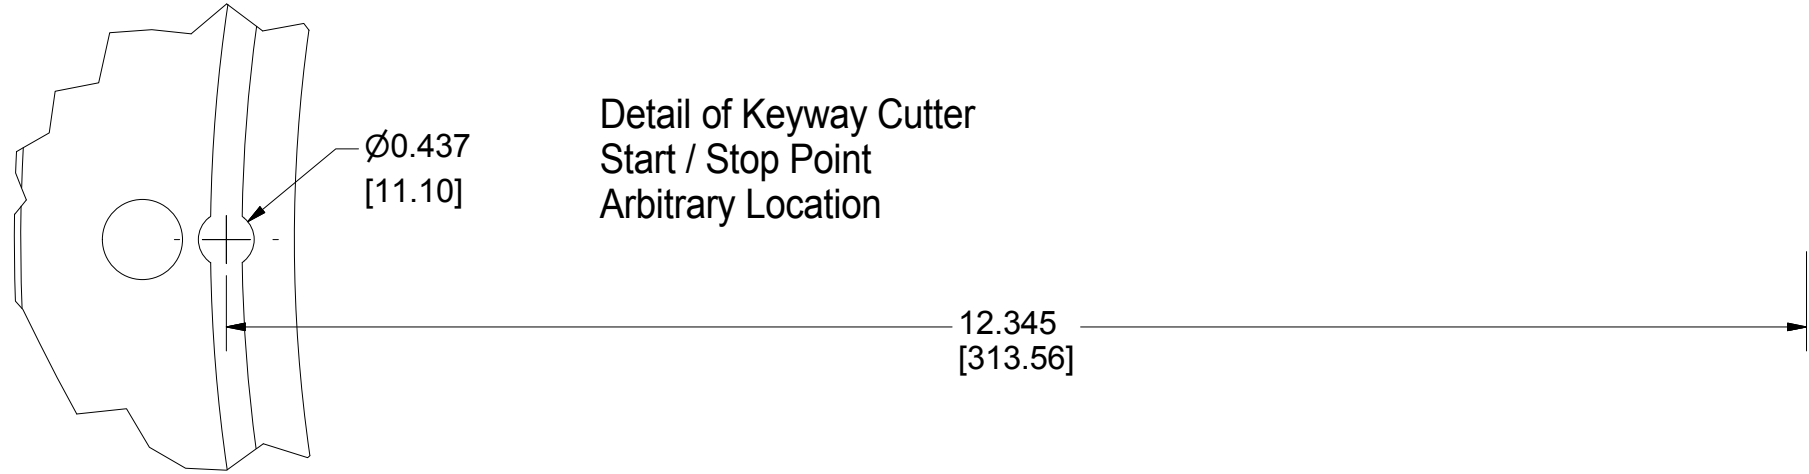 Detail of Keyway Cutter
Start / Stop Point
Arbitrary Location
Ø0.437
[11.10]
12.345
[313.56]